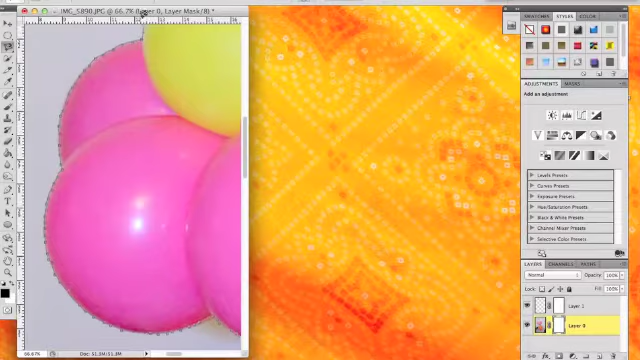 IMG_5890.JPG @ 66.7% (Layer 0, Layer Mask/8) *
SWATCHES STYLES COLOR
ADJUSTMENTS MASKS
Add an adjustment
Levels Presets
Curves Presets
Exposure Presets
Hue/Saturation Presets
Black & White Presets
Channel Mixer Presets
Selective Color Presets
LAYERS CHANNELS PATHS
Normal Opacity: 100%
Lock: Fill: 100%
Layer 1
Layer 0
66.67% Doc: 51.3M/51.3M